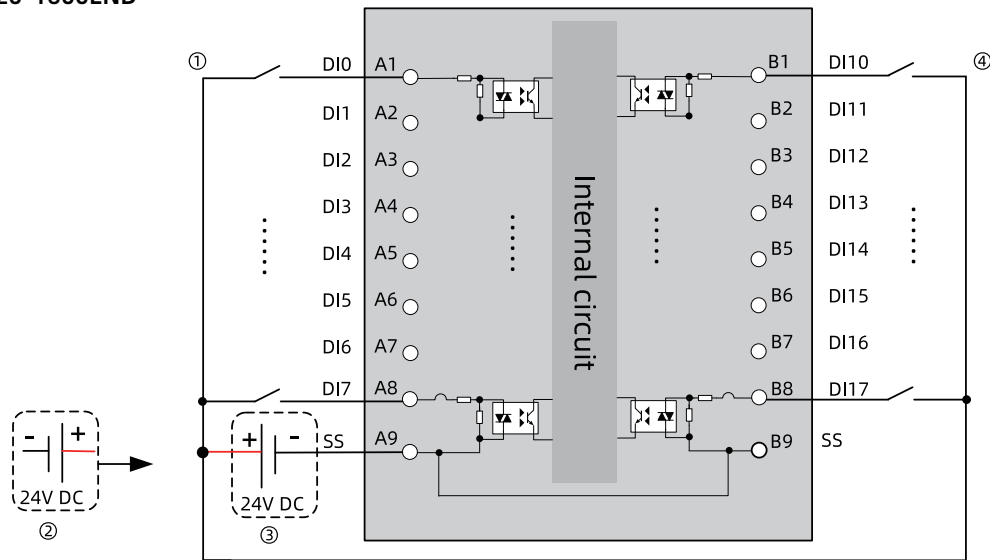 ① DI0 A1 B1 DI10 ④
DI1 A2 B2 DI11
DI2 A3 B3 DI12
DI3 A4 B4 DI13
DI4 A5 B5 DI14
DI5 A6 B6 DI15
DI6 A7 B7 DI16
DI7 A8 B8 DI17
SS A9 B9 SS
Internal circuit
- +
24V DC
②
+ -
24V DC
③